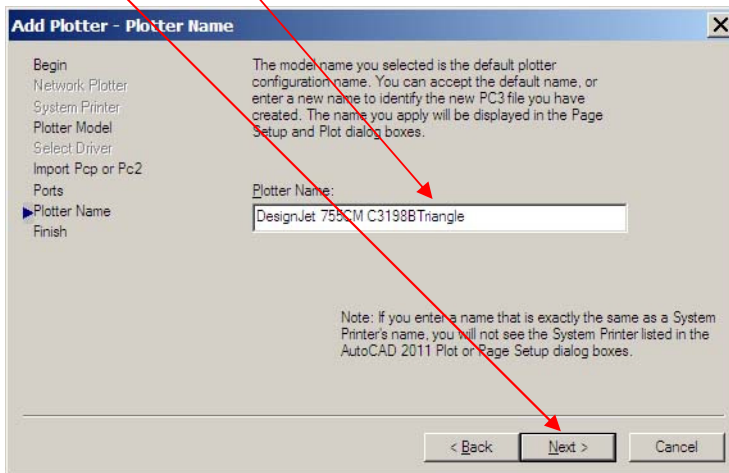 Add Plotter - Plotter Name
Begin
Network Plotter
System Printer
Plotter Model
Select Driver
Import Pcp or Pc2
Ports
Plotter Name
Finish
The model name you selected is the default plotter
configuration name. You can accept the default name, or
enter a new name to identify the new PC3 file you have
created. The name you apply will be displayed in the Page
Setup and Plot dialog boxes.
Plotter Name:
DesignJet 755CM C3198BTriangle
Note: If you enter a name that is exactly the same as a System
Printer's name, you will not see the System Printer listed in the
AutoCAD 2011 Plot or Page Setup dialog boxes.
< Back
Next >
Cancel